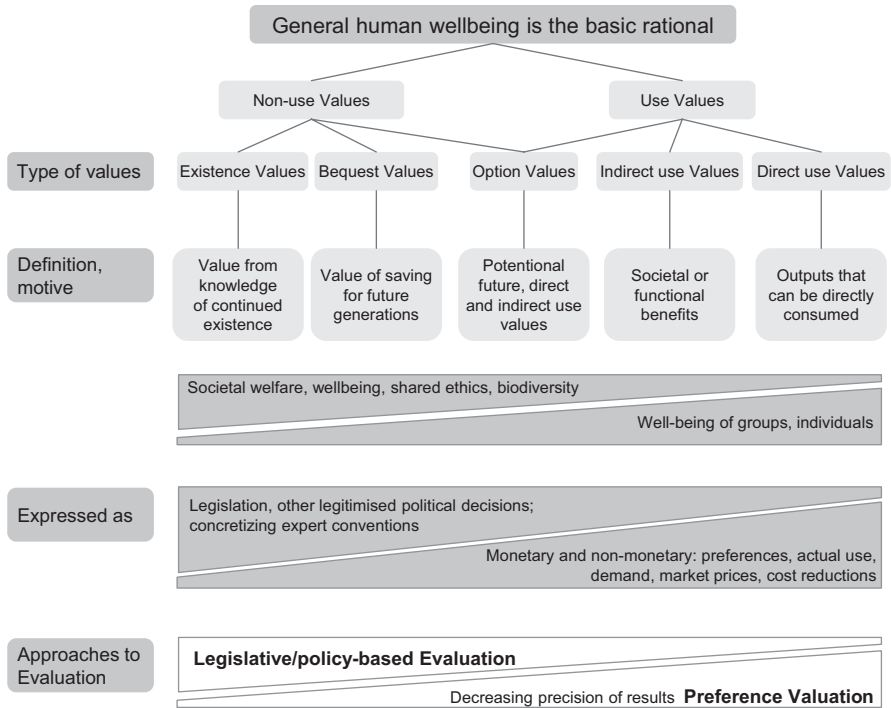 General human wellbeing is the basic rational
Non-use Values
Use Values
Type of values
Existence Values
Bequest Values
Option Values
Indirect use Values
Direct use Values
Definition,
motive
Value from
knowledge
of continued
existence
Value of saving
for future
generations
Potentional
future, direct
and indirect use
values
Societal or
functional
benefits
Outputs that
can be directly
consumed
Societal welfare, wellbeing, shared ethics, biodiversity
Well-being of groups, individuals
Expressed as
Legislation, other legitimised political decisions;
concretizing expert conventions
Monetary and non-monetary: preferences, actual use,
demand, market prices, cost reductions
Approaches to
Evaluation
Legislative/policy-based Evaluation
Decreasing precision of results Preference Valuation